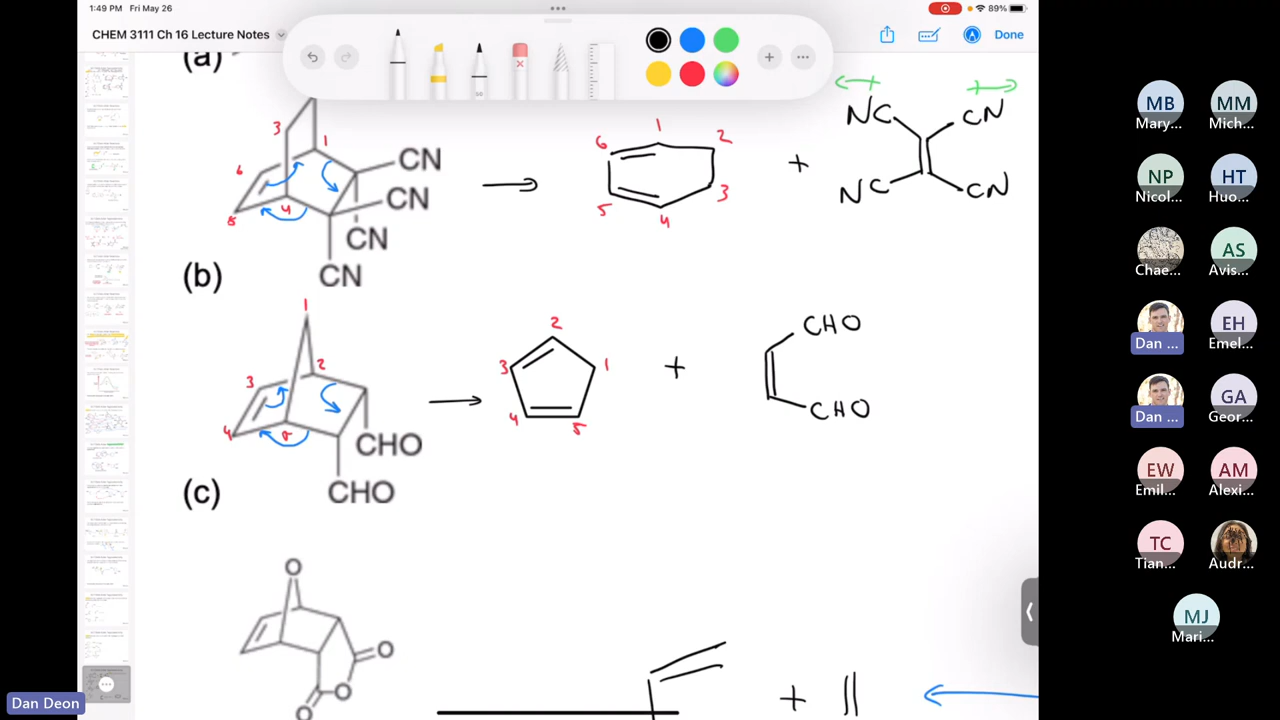 1:49 PM Fri May 26
89%
CHEM 3111 Ch 16 Lecture Notes
Done
(a)
3
1
6
5
4
CN
CN
CN
CN
1
2
3
4
5
6
+
NC
CN
NC
CN
(b)
1
2
3
4
5
CHO
CHO
2
3
1
4
5
+
CHO
CHO
(c)
O
O
O
O
+
MB
Mary...
MM
Mich...
NP
Nicol...
HT
Huo...
Chae...
AS
Avis...
Dan ...
EH
Emel...
Dan ...
GA
Geor...
EW
Emil...
AM
Alexi...
TC
Tian...
Audr...
MJ
Mari...
Dan Deon